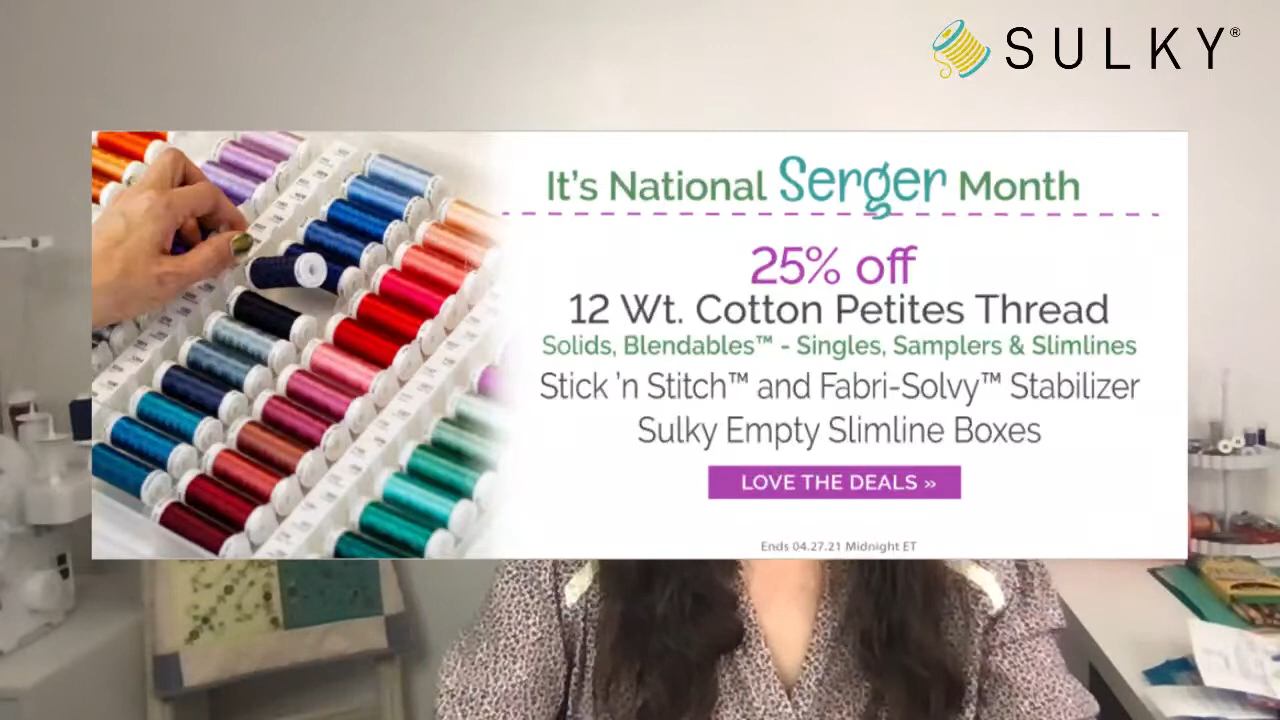 SULKY®
It's National Serger Month
25% off
12 Wt. Cotton Petites Thread
Solids, Blendables™ - Singles, Samplers & Slimlines
Stick 'n Stitch™ and Fabri-Solvy™ Stabilizer
Sulky Empty Slimline Boxes
LOVE THE DEALS »
Ends 04.27.21 Midnight ET